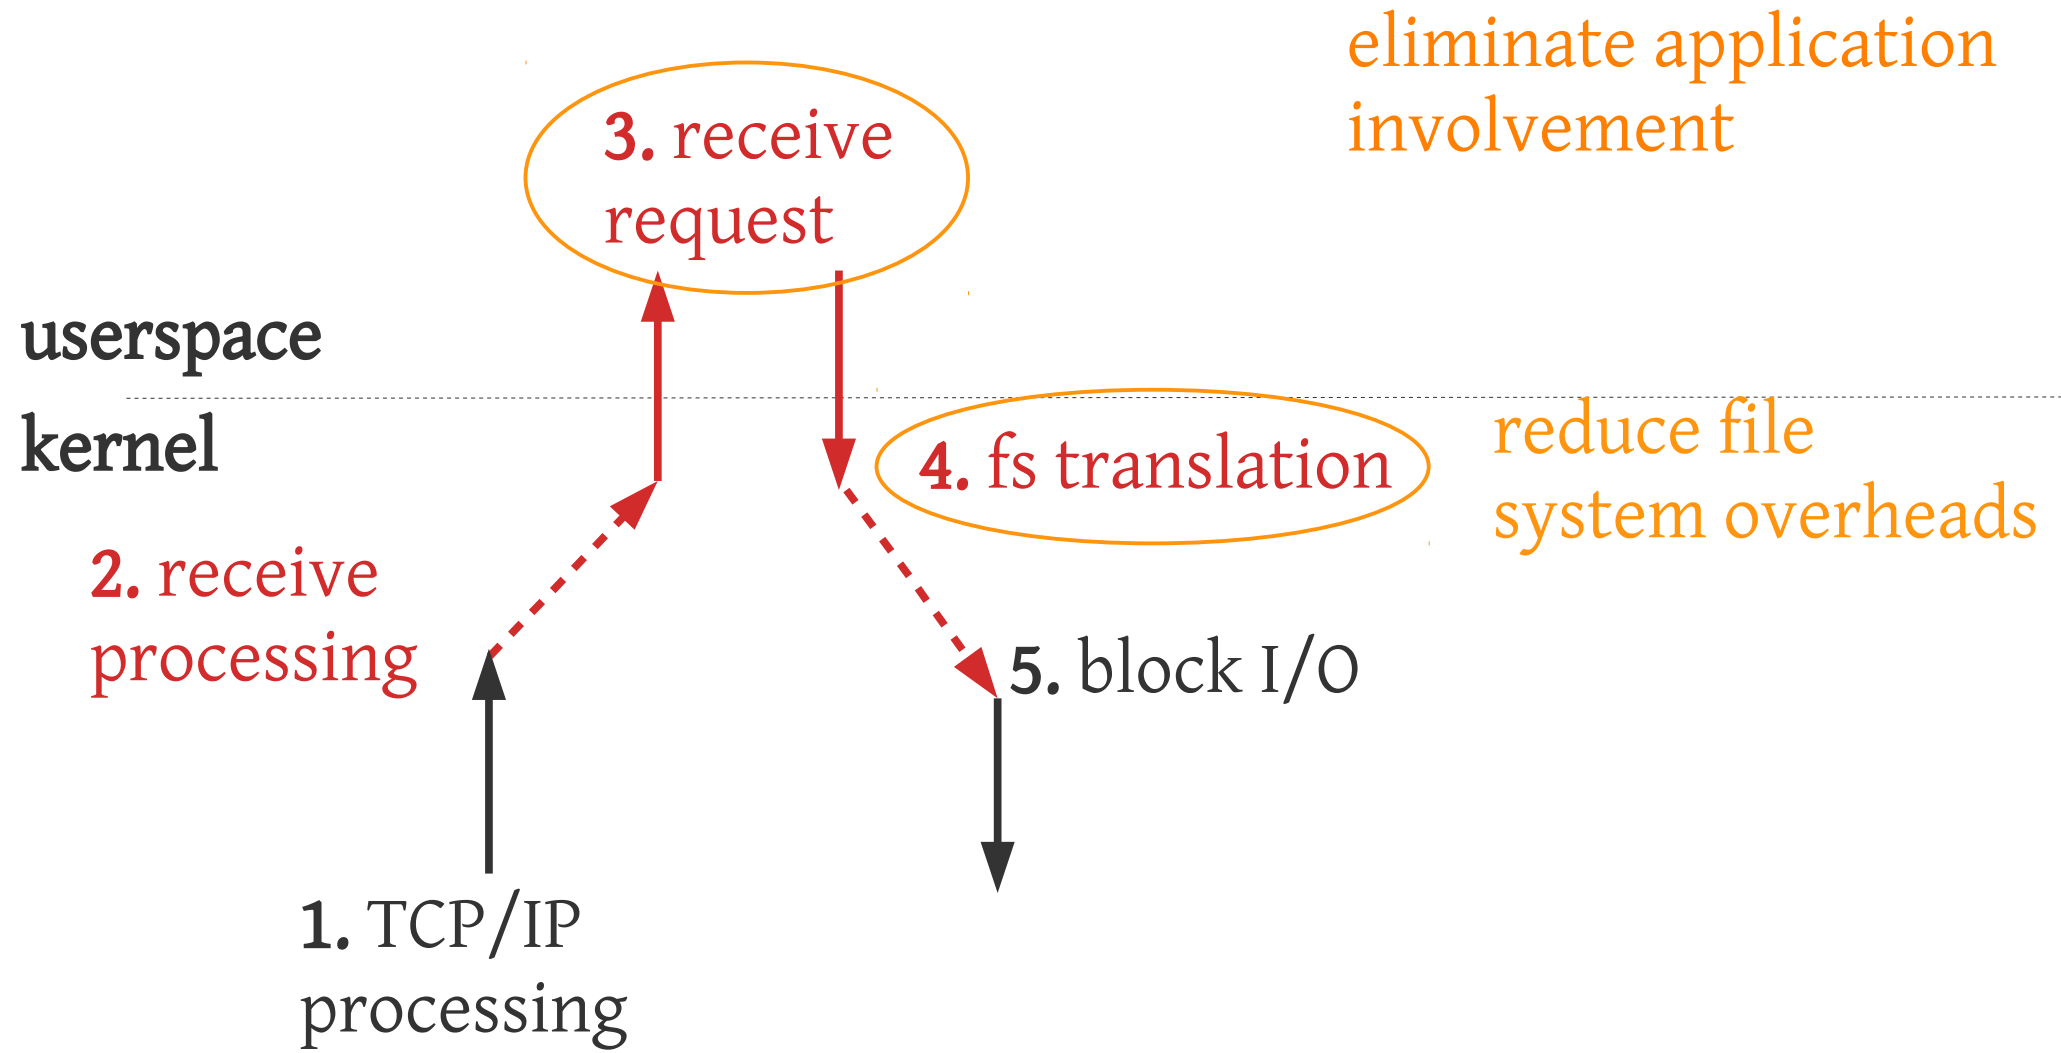 eliminate application
involvement
3. receive
request
userspace
kernel
4. fs translation
reduce file
system overheads
2. receive
processing
5. block I/O
1. TCP/IP
processing